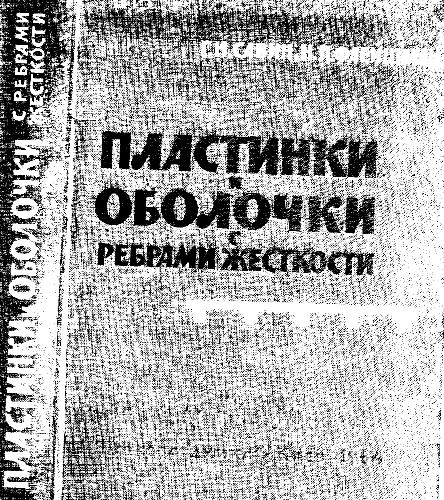 ПЛАСТИНКИ
И
ОБОЛОЧКИ
С
РЕБРАМИ ЖЕСТКОСТИ
ПЛАСТИНКИ И ОБОЛОЧКИ С РЕБРАМИ
ЖЕСТКОСТИ